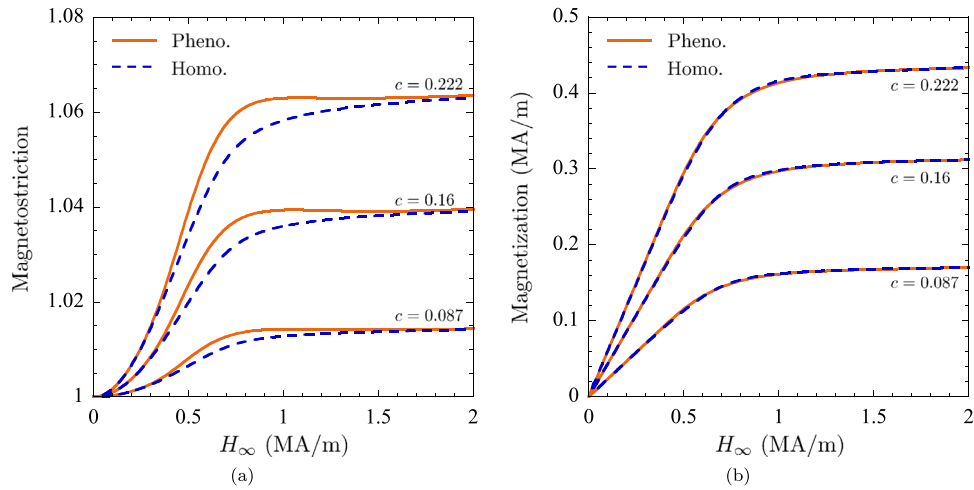 1.08
1.06
1.04
1.02
1
Magnetostriction
Pheno.
Homo.
c = 0.222
c = 0.16
c = 0.087
0
0.5
1
1.5
2
H∞ (MA/m)
(a)
0.5
0.4
0.3
0.2
0.1
0
Magnetization (MA/m)
Pheno.
Homo.
c = 0.222
c = 0.16
c = 0.087
0
0.5
1
1.5
2
H∞ (MA/m)
(b)